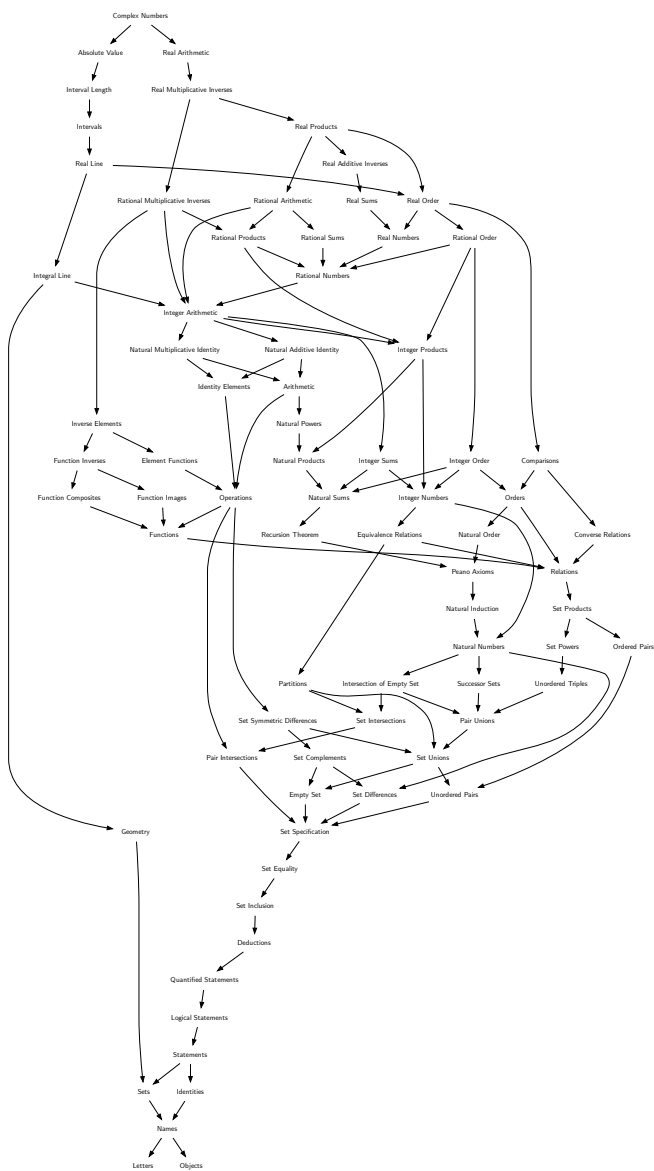 Complex Numbers
Absolute Value
Real Arithmetic
Interval Length
Real Multiplicative Inverses
Intervals
Real Products
Real Line
Real Additive Inverses
Rational Multiplicative Inverses
Rational Arithmetic
Real Sums
Real Order
Rational Products
Rational Sums
Real Numbers
Rational Order
Integral Line
Rational Numbers
Integer Arithmetic
Natural Multiplicative Identity
Natural Additive Identity
Integer Products
Identity Elements
Arithmetic
Inverse Elements
Natural Powers
Function Inverses
Element Functions
Natural Products
Integer Sums
Integer Order
Comparisons
Function Composites
Function Images
Operations
Natural Sums
Integer Numbers
Orders
Functions
Recursion Theorem
Equivalence Relations
Natural Order
Converse Relations
Peano Axioms
Relations
Natural Induction
Set Products
Natural Numbers
Set Powers
Ordered Pairs
Partitions
Intersection of Empty Set
Successor Sets
Unordered Triples
Set Symmetric Differences
Set Intersections
Pair Unions
Pair Intersections
Set Complements
Set Unions
Empty Set
Set Differences
Unordered Pairs
Geometry
Set Specification
Set Equality
Set Inclusion
Deductions
Quantified Statements
Logical Statements
Statements
Sets
Identities
Names
Letters
Objects